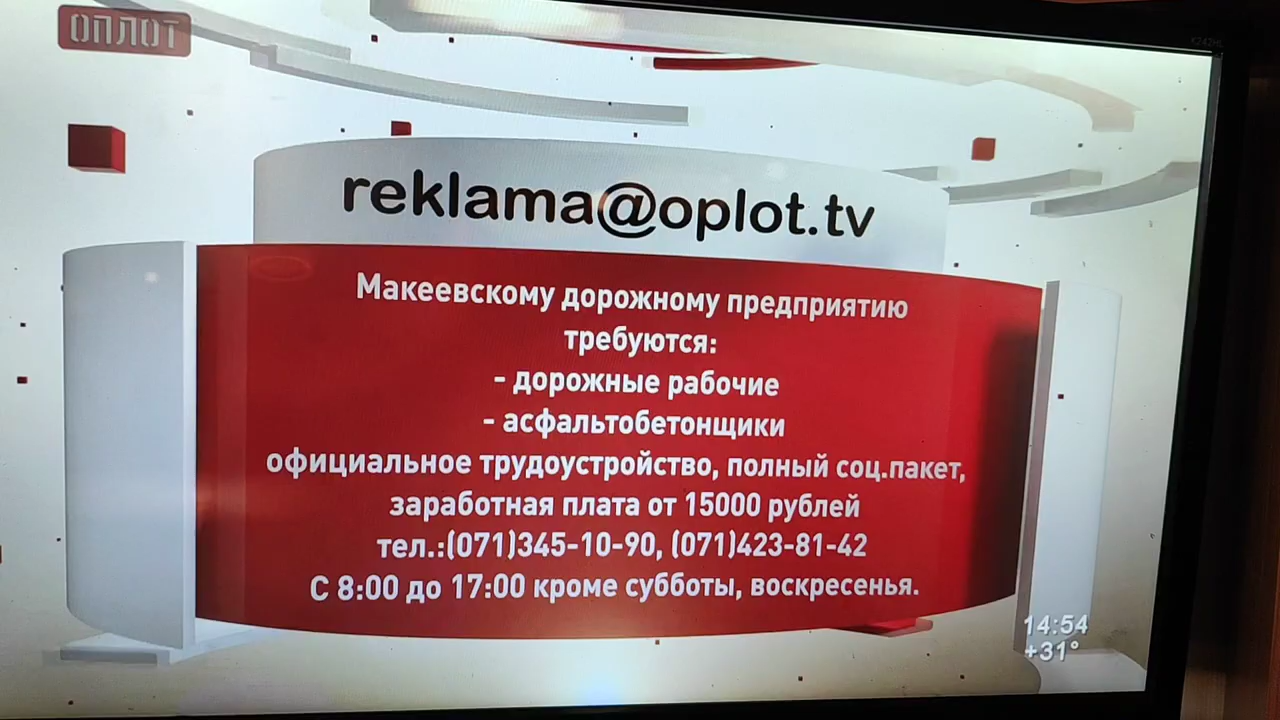 ОПЛОТ
reklama@oplot.tv
Макеевскому дорожному предприятию
требуются:
- дорожные рабочие
- асфальтобетонщики
официальное трудоустройство, полный соц.пакет,
заработная плата от 15000 рублей
тел.:(071)345-10-90, (071)423-81-42
С 8:00 до 17:00 кроме субботы, воскресенья.
14:54
+31°